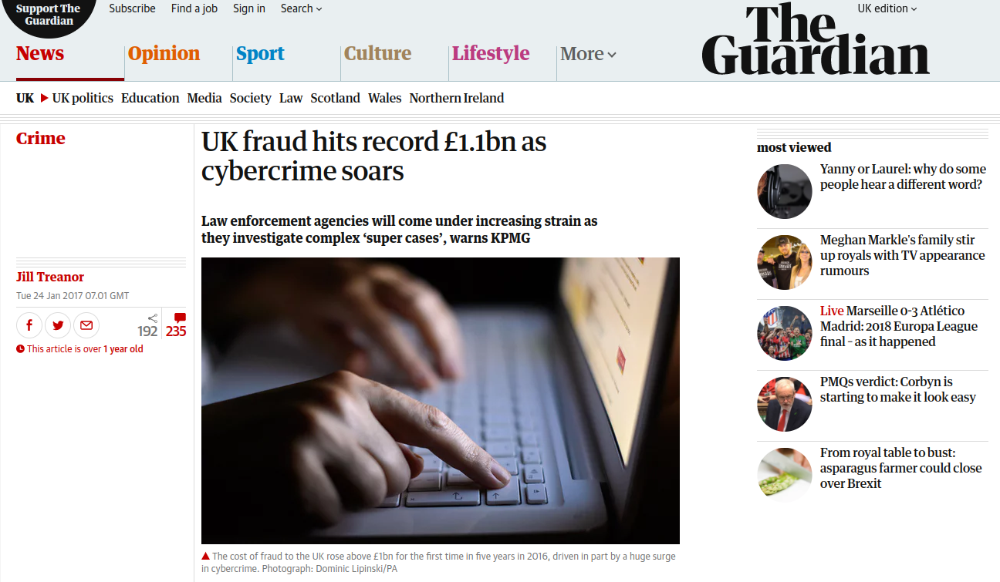 Support The
Guardian
Subscribe Find a job Sign in Search
UK edition
The
Guardian
News Opinion Sport Culture Lifestyle More
UK UK politics Education Media Society Law Scotland Wales Northern Ireland
Crime
Jill Treanor
Tue 24 Jan 2017 07.01 GMT
192 235
This article is over 1 year old
UK fraud hits record £1.1bn as
cybercrime soars
Law enforcement agencies will come under increasing strain as
they investigate complex ‘super cases’, warns KPMG
The cost of fraud to the UK rose above £1bn for the first time in five years in 2016, driven in part by a huge surge
in cybercrime. Photograph: Dominic Lipinski/PA
most viewed
Yanny or Laurel: why do some
people hear a different word?
Meghan Markle's family stir
up royals with TV appearance
rumours
Live Marseille 0-3 Atlético
Madrid: 2018 Europa League
final – as it happened
PMQs verdict: Corbyn is
starting to make it look easy
From royal table to bust:
asparagus farmer could close
over Brexit